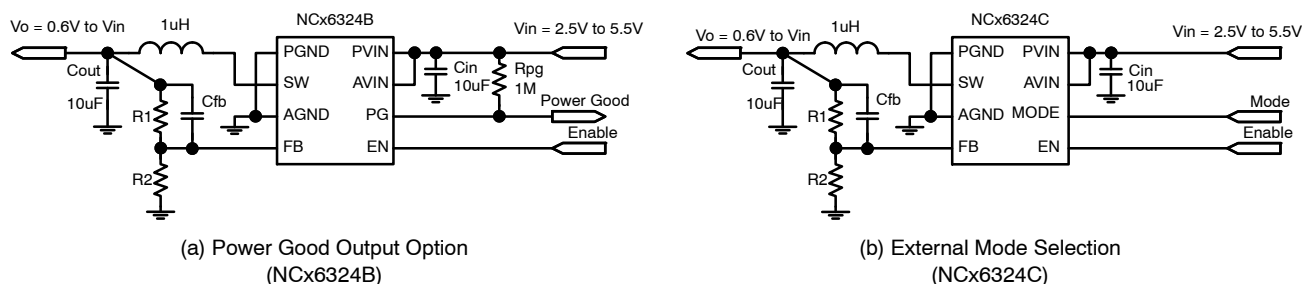 NCx6324B
Vo = 0.6V to Vin
1uH
Vin = 2.5V to 5.5V
PGND
PVIN
Cout
Cin
Rpg
SW
AVIN
10uF
10uF
1M
Cfb
Power Good
R1
AGND
PG
Enable
FB
EN
R2
(a) Power Good Output Option
(NCx6324B)
NCx6324C
Vo = 0.6V to Vin
1uH
Vin = 2.5V to 5.5V
PGND
PVIN
Cout
Cin
SW
AVIN
10uF
10uF
Cfb
R1
AGND
MODE
Mode
Enable
FB
EN
R2
(b) External Mode Selection
(NCx6324C)